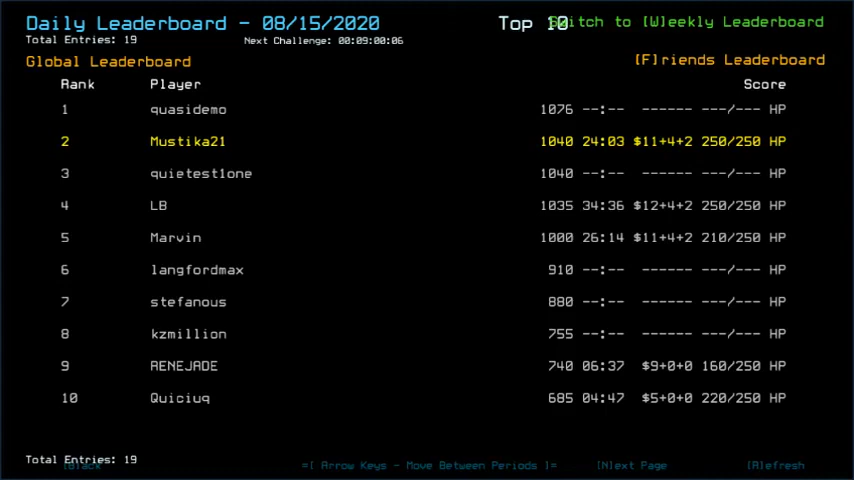 Daily Leaderboard - 08/15/2020 Top 10 Switch to [W]eekly Leaderboard
Total Entries: 19 Next Challenge: 00:09:00:06
Global Leaderboard [F]riends Leaderboard
Rank Player Score
1 quasidemo 1076 --:-- ------ ---/--- HP
2 Mustika21 1040 24:03 $11+4+2 250/250 HP
3 quietest1one 1040 --:-- ------ ---/--- HP
4 LB 1035 34:36 $12+4+2 250/250 HP
5 Marvin 1000 26:14 $11+4+2 210/250 HP
6 langfordmax 910 --:-- ------ ---/--- HP
7 stefanous 880 --:-- ------ ---/--- HP
8 kzmillion 755 --:-- ------ ---/--- HP
9 RENEJADE 740 06:37 $9+0+0 160/250 HP
10 Quiciuq 685 04:47 $5+0+0 220/250 HP
Total Entries: 19
[B]ack =[ Arrow Keys - Move Between Periods ]= [N]ext Page [R]efresh